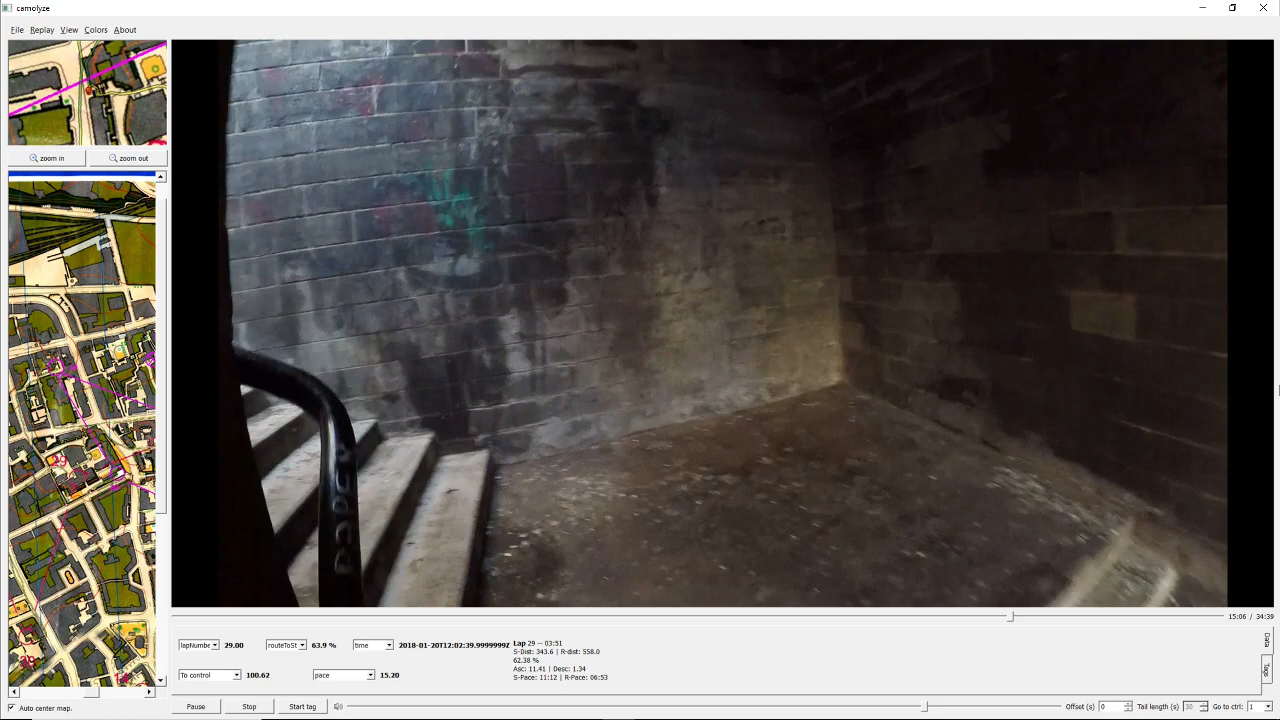 camolyze
File Replay View Colors About
zoom in zoom out
29
15:06 / 34:39
lapNumbe 29.00 routeToSt 63.9 % time 2018-01-20T12:02:39.9999999Z
To control 100.62 pace 15.20
Lap 29 -- 03:51
S-Dist: 343.6 | R-dist: 558.0
62.38 %
Asc: 11.41 | Desc: 1.34
S-Pace: 11:12 | R-Pace: 06:53
Data
Tags
Auto center map.
Pause Stop Start tag Offset (s) 0 Tail length (s) 30 Go to ctrl: 1